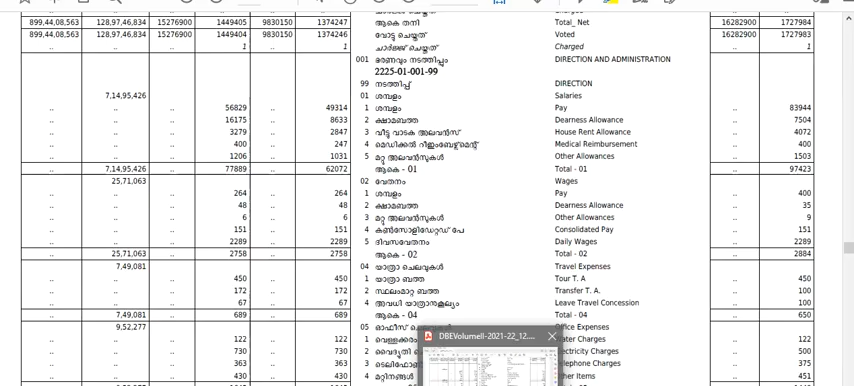 899,44,08,563 128,97,46,834 15276900 1449405 9830150 1374247 ആകെ തനി Total_ Net 16282900 1727984
899,44,08,563 128,97,46,834 15276900 1449404 9830150 1374246 വോട്ടു ചെയ്തത് Voted 16282900 1727983
.. .. .. 1 .. 1 ചാർജ്ജ് ചെയ്തത് Charged .. 1
001 ഭരണവും നടത്തിപ്പും DIRECTION AND ADMINISTRATION
2225-01-001-99
99 നടത്തിപ്പ് DIRECTION
7,14,95,426 01 ശമ്പളം Salaries
.. .. .. 56829 .. 49314 1 ശമ്പളം Pay .. 83944
.. .. .. 16175 .. 8633 2 ക്ഷാമബത്ത Dearness Allowance .. 7504
.. .. .. 3279 .. 2847 3 വീട്ടു വാടക അലവൻസ് House Rent Allowance .. 4072
.. .. .. 400 .. 247 4 മെഡിക്കൽ റീഇംബേഴ്സ്മെന്റ് Medical Reimbursement .. 400
.. .. .. 1206 .. 1031 5 മറ്റു അലവൻസുകൾ Other Allowances .. 1503
.. 7,14,95,426 .. 77889 .. 62072 ആകെ - 01 Total - 01 .. 97423
25,71,063 02 വേതനം Wages
.. .. .. 264 .. 264 1 ശമ്പളം Pay .. 400
.. .. .. 48 .. 48 2 ക്ഷാമബത്ത Dearness Allowance .. 35
.. .. .. 6 .. 6 3 മറ്റു അലവൻസുകൾ Other Allowances .. 9
.. .. .. 151 .. 151 4 കൺസോളിഡേറ്റഡ് പേ Consolidated Pay .. 151
.. .. .. 2289 .. 2289 5 ദിവസവേതനം Daily Wages .. 2289
.. 25,71,063 .. 2758 .. 2758 ആകെ - 02 Total - 02 .. 2884
7,49,081 04 യാത്രാ ചെലവുകൾ Travel Expenses
.. .. .. 450 .. 450 1 യാത്രാ ബത്ത Tour T. A .. 450
.. .. .. 172 .. 172 2 സ്ഥലംമാറ്റ ബത്ത Transfer T. A. .. 100
.. .. .. 67 .. 67 4 അവധി യാത്രാനുകൂല്യം Leave Travel Concession .. 100
.. 7,49,081 .. 689 .. 689 ആകെ - 04 Total - 04 .. 650
9,52,277 05 ഓഫീസ് Office Expenses
DBEVolumeII-2021-22_12....
.. .. .. 122 .. 122 1 വെള്ളക്കരം Water Charges .. 122
.. .. .. 730 .. 730 2 വൈദ്യുതി Electricity Charges .. 500
.. .. .. 363 .. 363 3 Charges .. 375
.. .. .. 430 .. 430 4 മറ്റിനങ്ങൾ Other Items .. 451